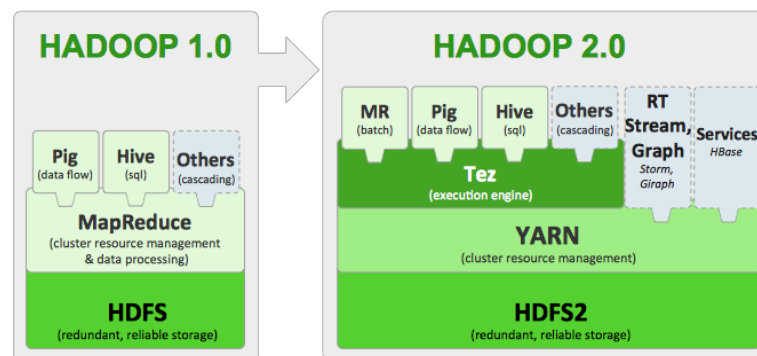 HADOOP 1.0
Pig
(data flow)
Hive
(sql)
Others
(cascading)
MapReduce
(cluster resource management
& data processing)
HDFS
(redundant, reliable storage)
HADOOP 2.0
MR
(batch)
Pig
(data flow)
Hive
(sql)
Others
(cascading)
RT
Stream,
Graph
Storm,
Giraph
Services
HBase
Tez
(execution engine)
YARN
(cluster resource management)
HDFS2
(redundant, reliable storage)